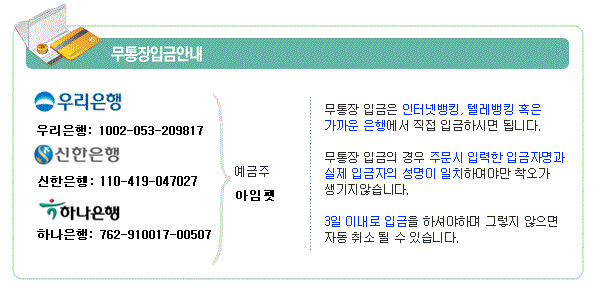 무통장입금안내
우리은행
우리은행: 1002-053-209817
신한은행
신한은행: 110-419-047027
하나은행
하나은행: 762-910017-00507
예금주
아임펫
무통장 입금은 인터넷뱅킹, 텔레뱅킹 혹은
가까운 은행에서 직접 입금하시면 됩니다.
무통장 입금의 경우 주문시 입력한 입금자명과
실제 입금자의 성명이 일치하여야만 착오가
생기지않습니다.
3일 이내로 입금을 하셔야하며 그렇지 않으면
자동 취소 될 수 있습니다.